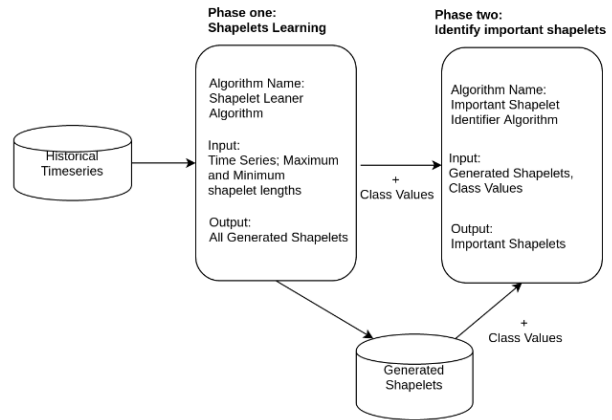 Phase one:
Shapelets Learning
Phase two:
Identify important shapelets
Historical
Timeseries
Algorithm Name:
Shapelet Leaner
Algorithm
Input:
Time Series; Maximum
and Minimum
shapelet lengths
Output:
All Generated Shapelets
+
Class Values
Algorithm Name:
Important Shapelet
Identifier Algorithm
Input:
Generated Shapelets,
Class Values
Output:
Important Shapelets
+
Class Values
Generated
Shapelets